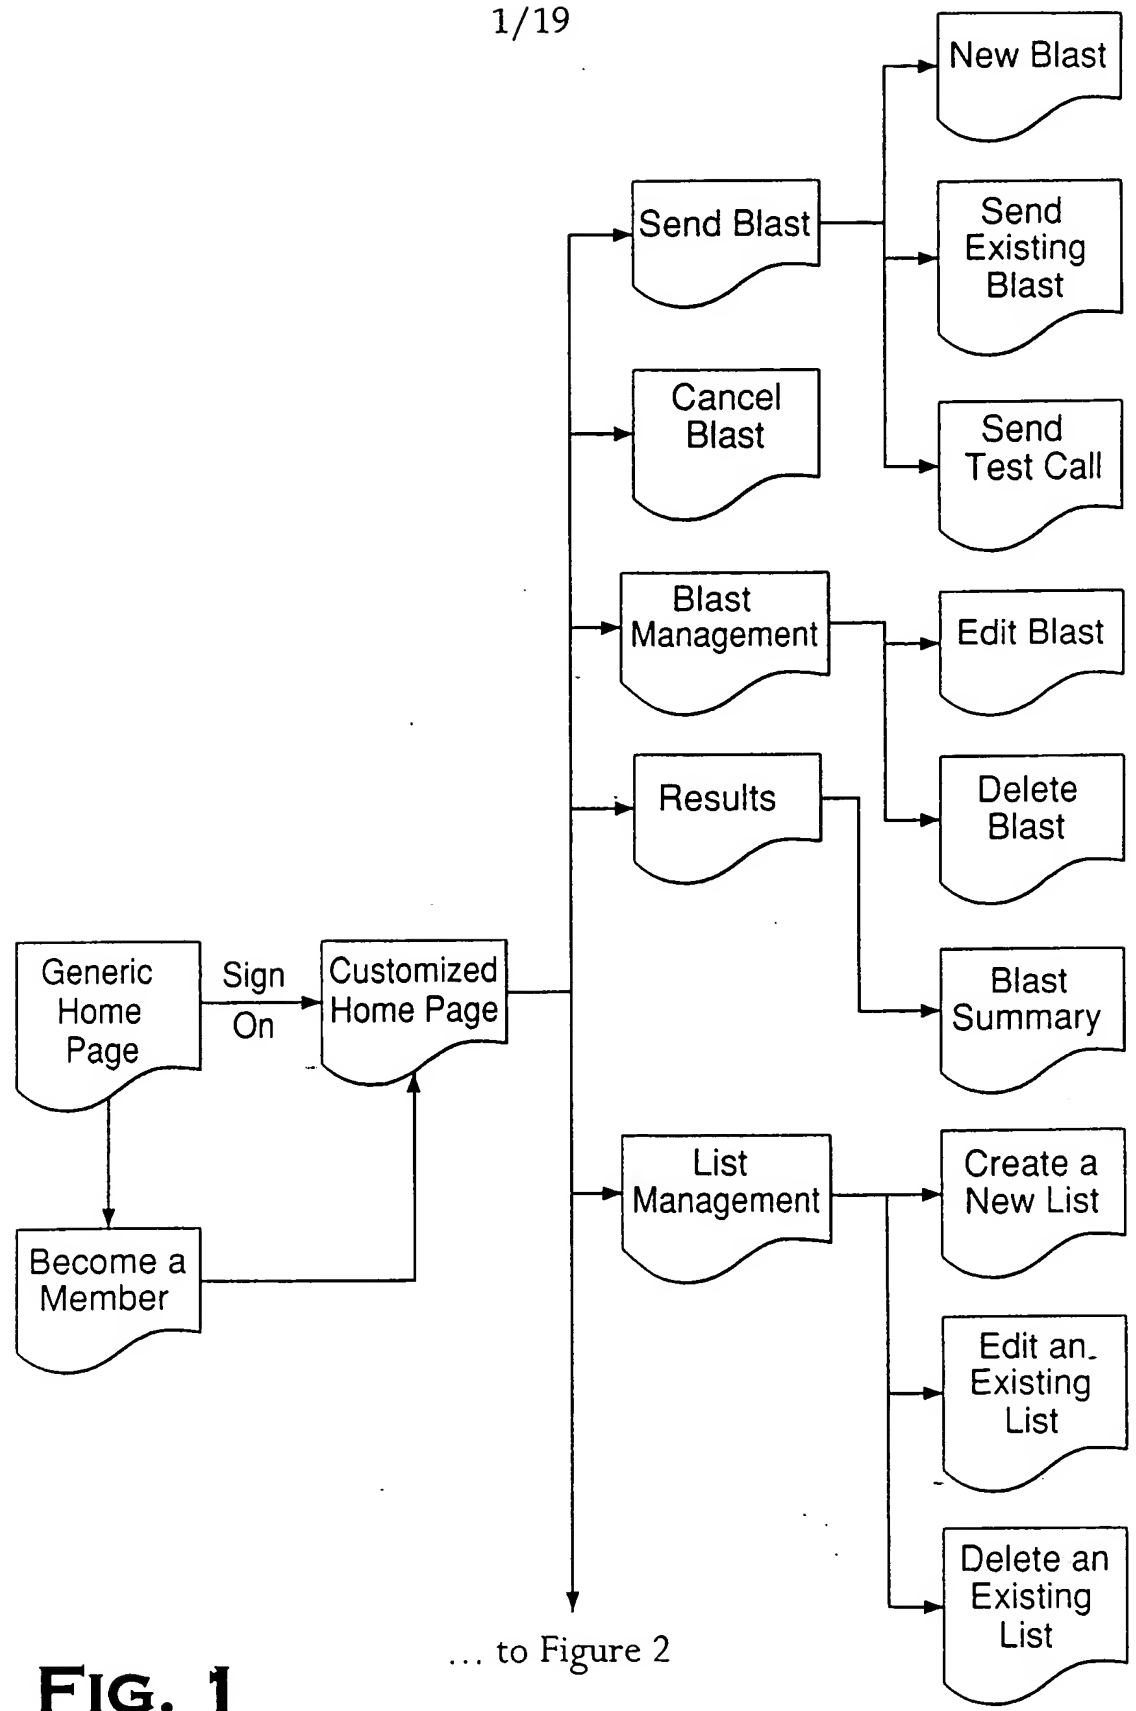 1/19
New Blast
Send Blast
Send
Existing
Blast
Cancel
Blast
Send
Test Call
Blast
Management
Edit Blast
Results
Delete
Blast
Generic
Home
Page
Sign
On
Customized
Home Page
Blast
Summary
List
Management
Create a
New List
Become a
Member
Edit an
Existing
List
Delete an
Existing
List
... to Figure 2
FIG. 1